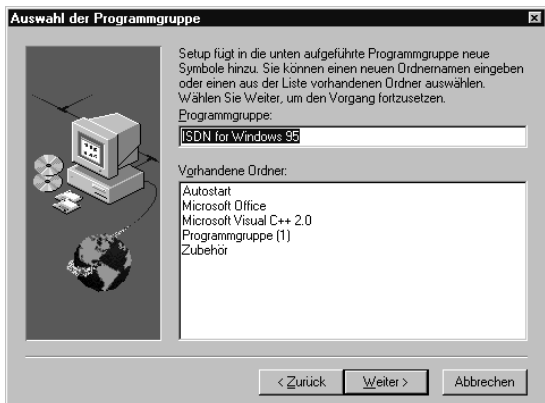 Auswahl der Programmgruppe
Setup fügt in die unten aufgeführte Programmgruppe neue
Symbole hinzu. Sie können einen neuen Ordnernamen eingeben
oder einen aus der Liste vorhandenen Ordner auswählen.
Wählen Sie Weiter, um den Vorgang fortzusetzen.
Programmgruppe:
ISDN for Windows 95
Vorhandene Ordner:
Autostart
Microsoft Office
Microsoft Visual C++ 2.0
Programmgruppe (1)
Zubehör
< Zurück
Weiter >
Abbrechen